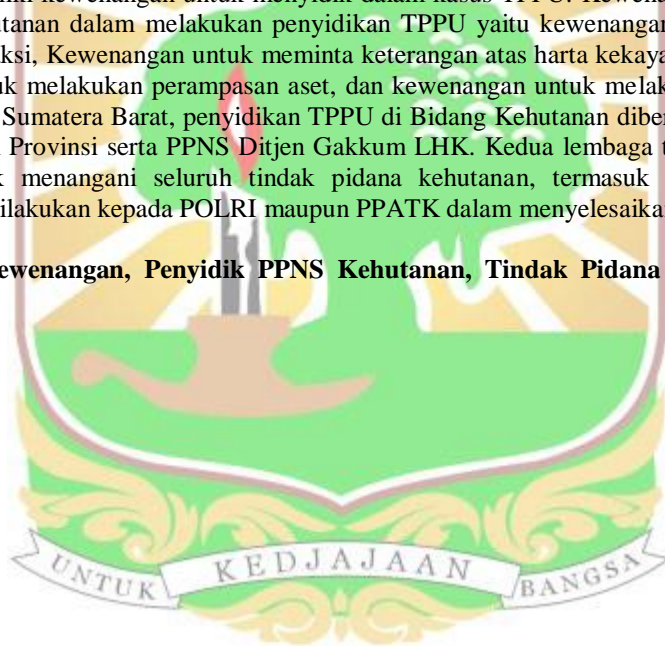 kewenangan untuk menyidik dalam kasus TPPU. Kewena
utanan dalam melakukan penyidikan TPPU yaitu kewenangan
ksi, Kewenangan untuk meminta keterangan atas harta kekaya
uk melakukan perampasan aset, dan kewenangan untuk melak
Sumatera Barat, penyidikan TPPU di Bidang Kehutanan diber
Provinsi serta PPNS Ditjen Gakkum LHK. Kedua lembaga t
k menangani seluruh tindak pidana kehutanan, termasuk
ilakukan kepada POLRI maupun PPATK dalam menyelesaika
ewenangan, Penyidik PPNS Kehutanan, Tindak Pidana
UNTUK KEDJAJAAN BANGSA